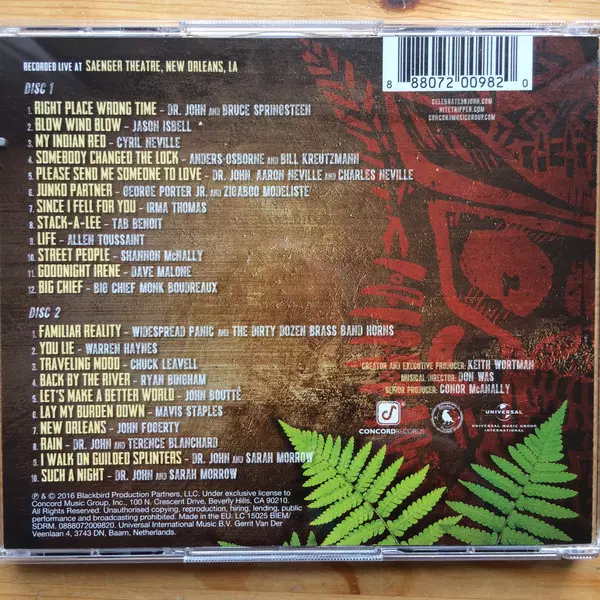 RECORDED LIVE AT SAENGER THEATRE, NEW ORLEANS, LA
8 88072 00982 0
CELEBRATEDRJOHN.COM
NITETRIPPER.COM
CONCORDMUSICGROUP.COM
DISC 1
1. RIGHT PLACE WRONG TIME – DR. JOHN AND BRUCE SPRINGSTEEN
2. BLOW WIND BLOW – JASON ISBELL
3. MY INDIAN RED – CYRIL NEVILLE
4. SOMEBODY CHANGED THE LOCK – ANDERS OSBORNE AND BILL KREUTZMANN
5. PLEASE SEND ME SOMEONE TO LOVE – DR. JOHN, AARON NEVILLE AND CHARLES NEVILLE
6. JUNKO PARTNER – GEORGE PORTER JR. AND ZIGABOO MODELISTE
7. SINCE I FELL FOR YOU – IRMA THOMAS
8. STACK-A-LEE – TAB BENOIT
9. LIFE – ALLEN TOUSSAINT
10. STREET PEOPLE – SHANNON McNALLY
11. GOODNIGHT IRENE – DAVE MALONE
12. BIG CHIEF – BIG CHIEF MONK BOUDREAUX
DISC 2
1. FAMILIAR REALITY – WIDESPREAD PANIC AND THE DIRTY DOZEN BRASS BAND HORNS
2. YOU LIE – WARREN HAYNES
3. TRAVELING MOOD – CHUCK LEAVELL
4. BACK BY THE RIVER – RYAN BINGHAM
5. LET'S MAKE A BETTER WORLD – JOHN BOUTTÉ
6. LAY MY BURDEN DOWN – MAVIS STAPLES
7. NEW ORLEANS – JOHN FOGERTY
8. RAIN – DR. JOHN AND TERENCE BLANCHARD
9. I WALK ON GUILDED SPLINTERS – DR. JOHN AND SARAH MORROW
10. SUCH A NIGHT – DR. JOHN AND SARAH MORROW
CREATOR AND EXECUTIVE PRODUCER: KEITH WORTMAN
MUSICAL DIRECTOR: DON WAS
SENIOR PRODUCER: CONOR McANALLY
CONCORD RECORDS
UNIVERSAL
UNIVERSAL MUSIC GROUP
INTERNATIONAL
℗ & © 2016 Blackbird Production Partners, LLC. Under exclusive license to
Concord Music Group, Inc., 100 N. Crescent Drive, Beverly Hills, CA 90210.
All Rights Reserved. Unauthorised copying, reproduction, hiring, lending, public
performance and broadcasting prohibited. Made in the EU. LC 15025 BIEM/
SDRM. 0888072009820. Universal International Music B.V. Gerrit Van Der
Veenlaan 4, 3743 DN, Baarn, Netherlands.